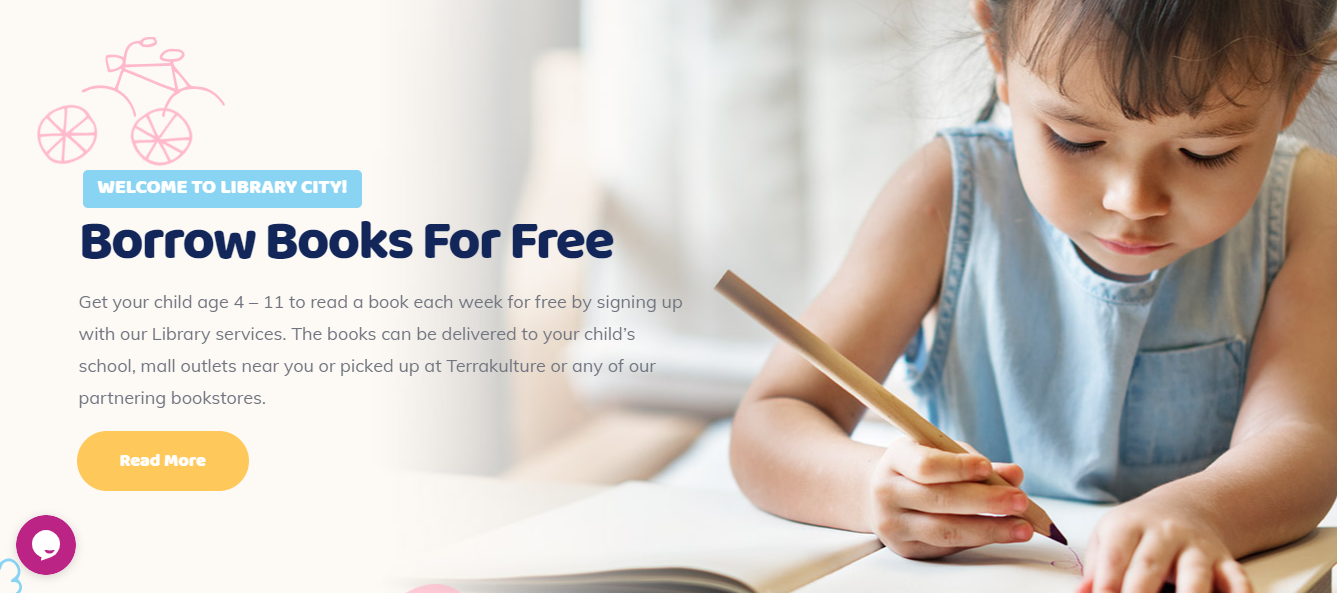 WELCOME TO LIBRARY CITY!
Borrow Books For Free
Get your child age 4 – 11 to read a book each week for free by signing up
with our Library services. The books can be delivered to your child’s
school, mall outlets near you or picked up at Terrakulture or any of our
partnering bookstores.
Read More